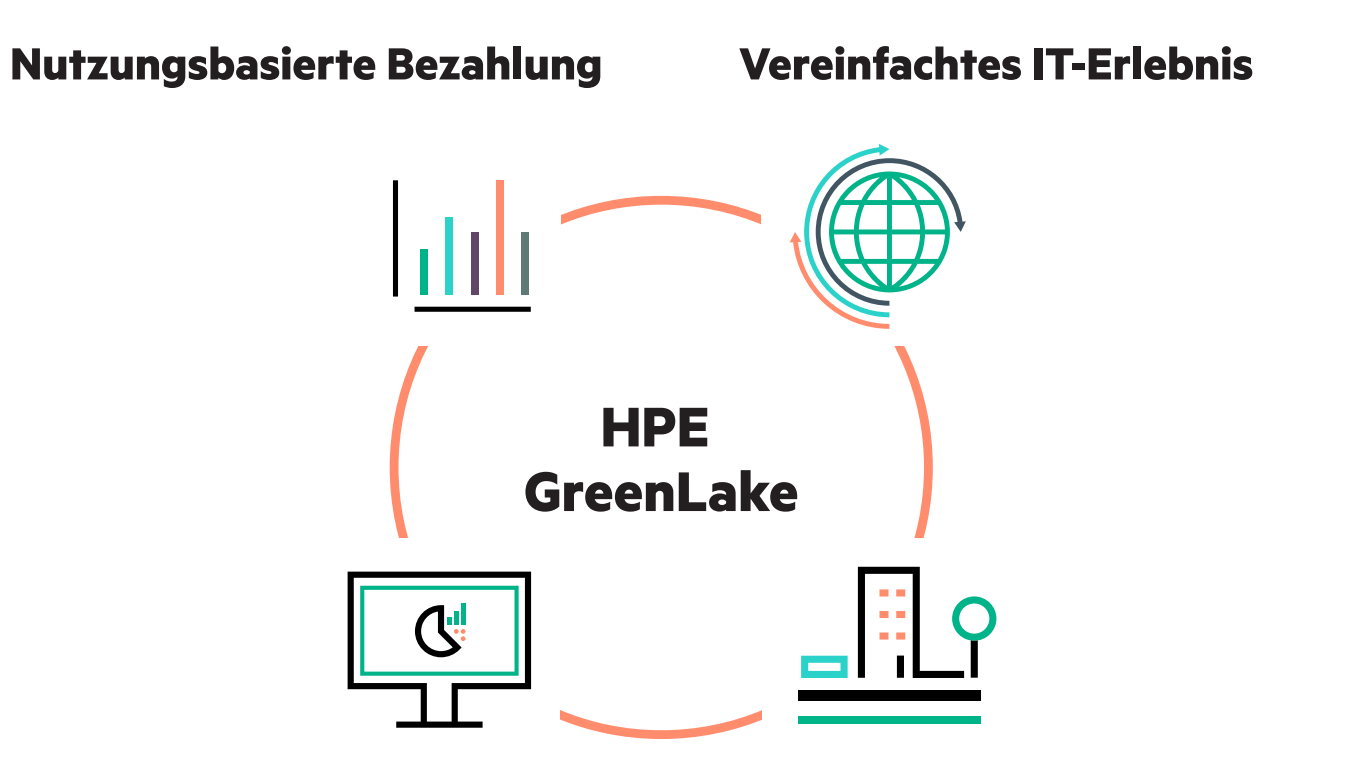 Nutzungsbasierte Bezahlung
Vereinfachtes IT-Erlebnis
HPE
GreenLake